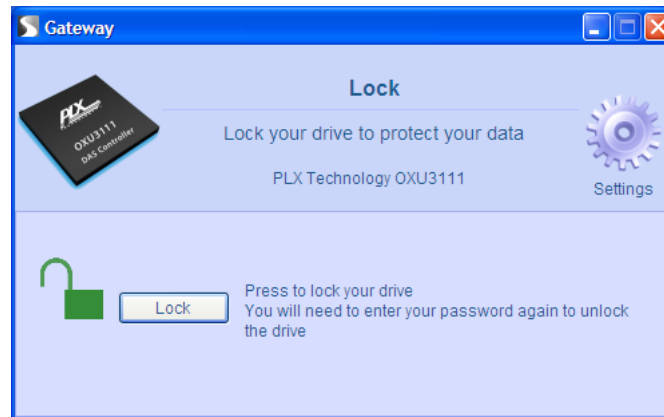 Gateway
Lock
PLX
OXU3111
DAS Controller
Lock your drive to protect your data
PLX Technology OXU3111
Settings
Lock
Press to lock your drive
You will need to enter your password again to unlock
the drive